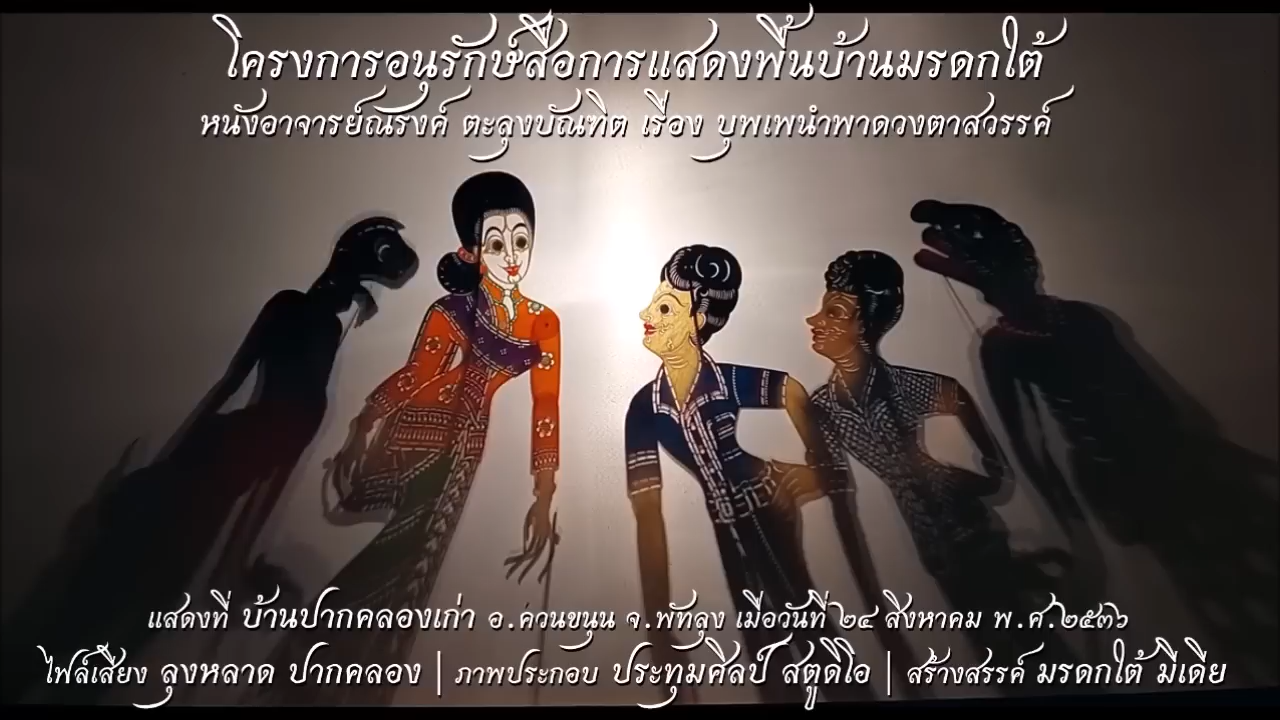 โครงการอนุรักษ์สื่อการแสดงพื้นบ้านมรดกใต้
หนังอาจารย์ณรงค์ ตะลุงบัณฑิต เรื่อง บุพเพนำพาดวงตาสวรรค์
แสดงที่ บ้านปากคลองเก่า อ.ควนขนุน จ.พัทลุง เมื่อวันที่ ๒๔ สิงหาคม พ.ศ.๒๕๓๖
ไฟล์เสียง ลุงหลาด ปากคลอง | ภาพประกอบ ประทุมศิลป์ สตูดิโอ | สร้างสรรค์ มรดกใต้ มีเดีย